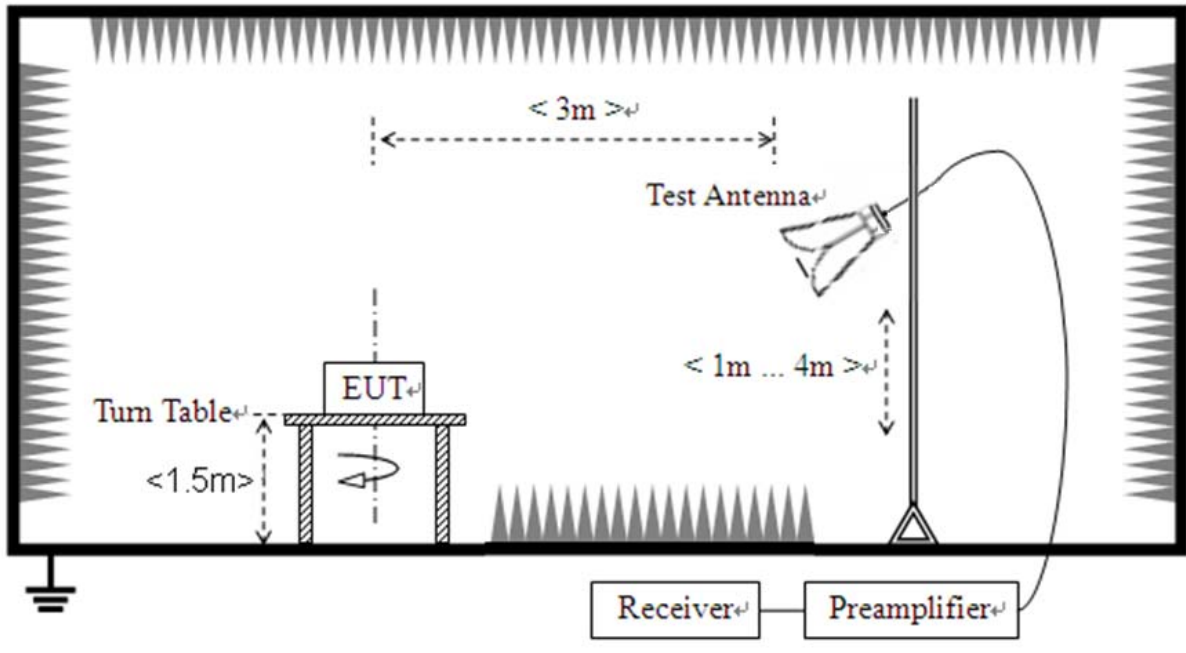 < 3m >↵
Test Antenna↵
< 1m ... 4m >↵
EUT↵
Turn Table↵
<1.5m>
Receiver↵
Preamplifier↵